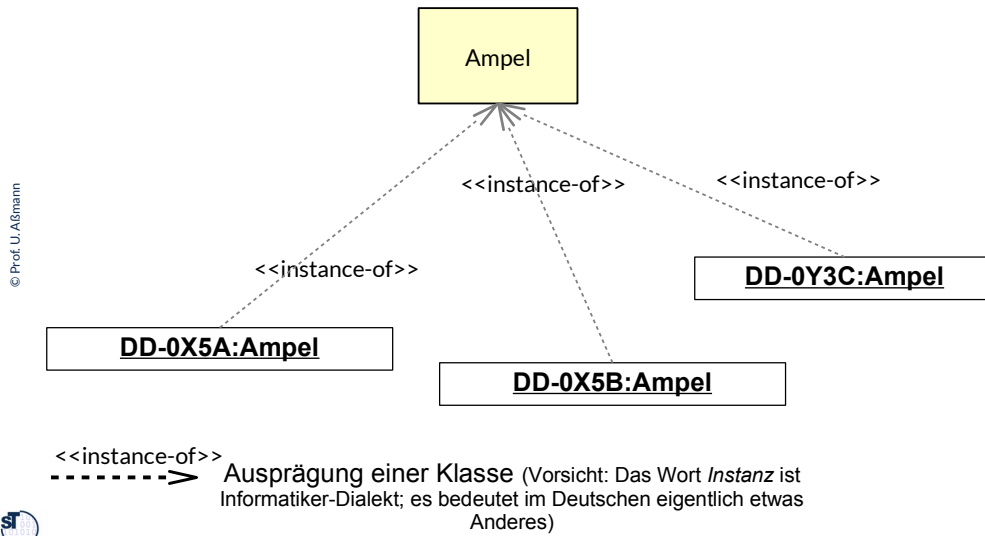 Ampel
<<instance-of>>
<<instance-of>>
<<instance-of>>
DD-0Y3C:Ampel
DD-0X5A:Ampel
DD-0X5B:Ampel
© Prof. U. Aßmann
<<instance-of>>
Ausprägung einer Klasse (Vorsicht: Das Wort Instanz ist
Informatiker-Dialekt; es bedeutet im Deutschen eigentlich etwas
Anderes)
ST